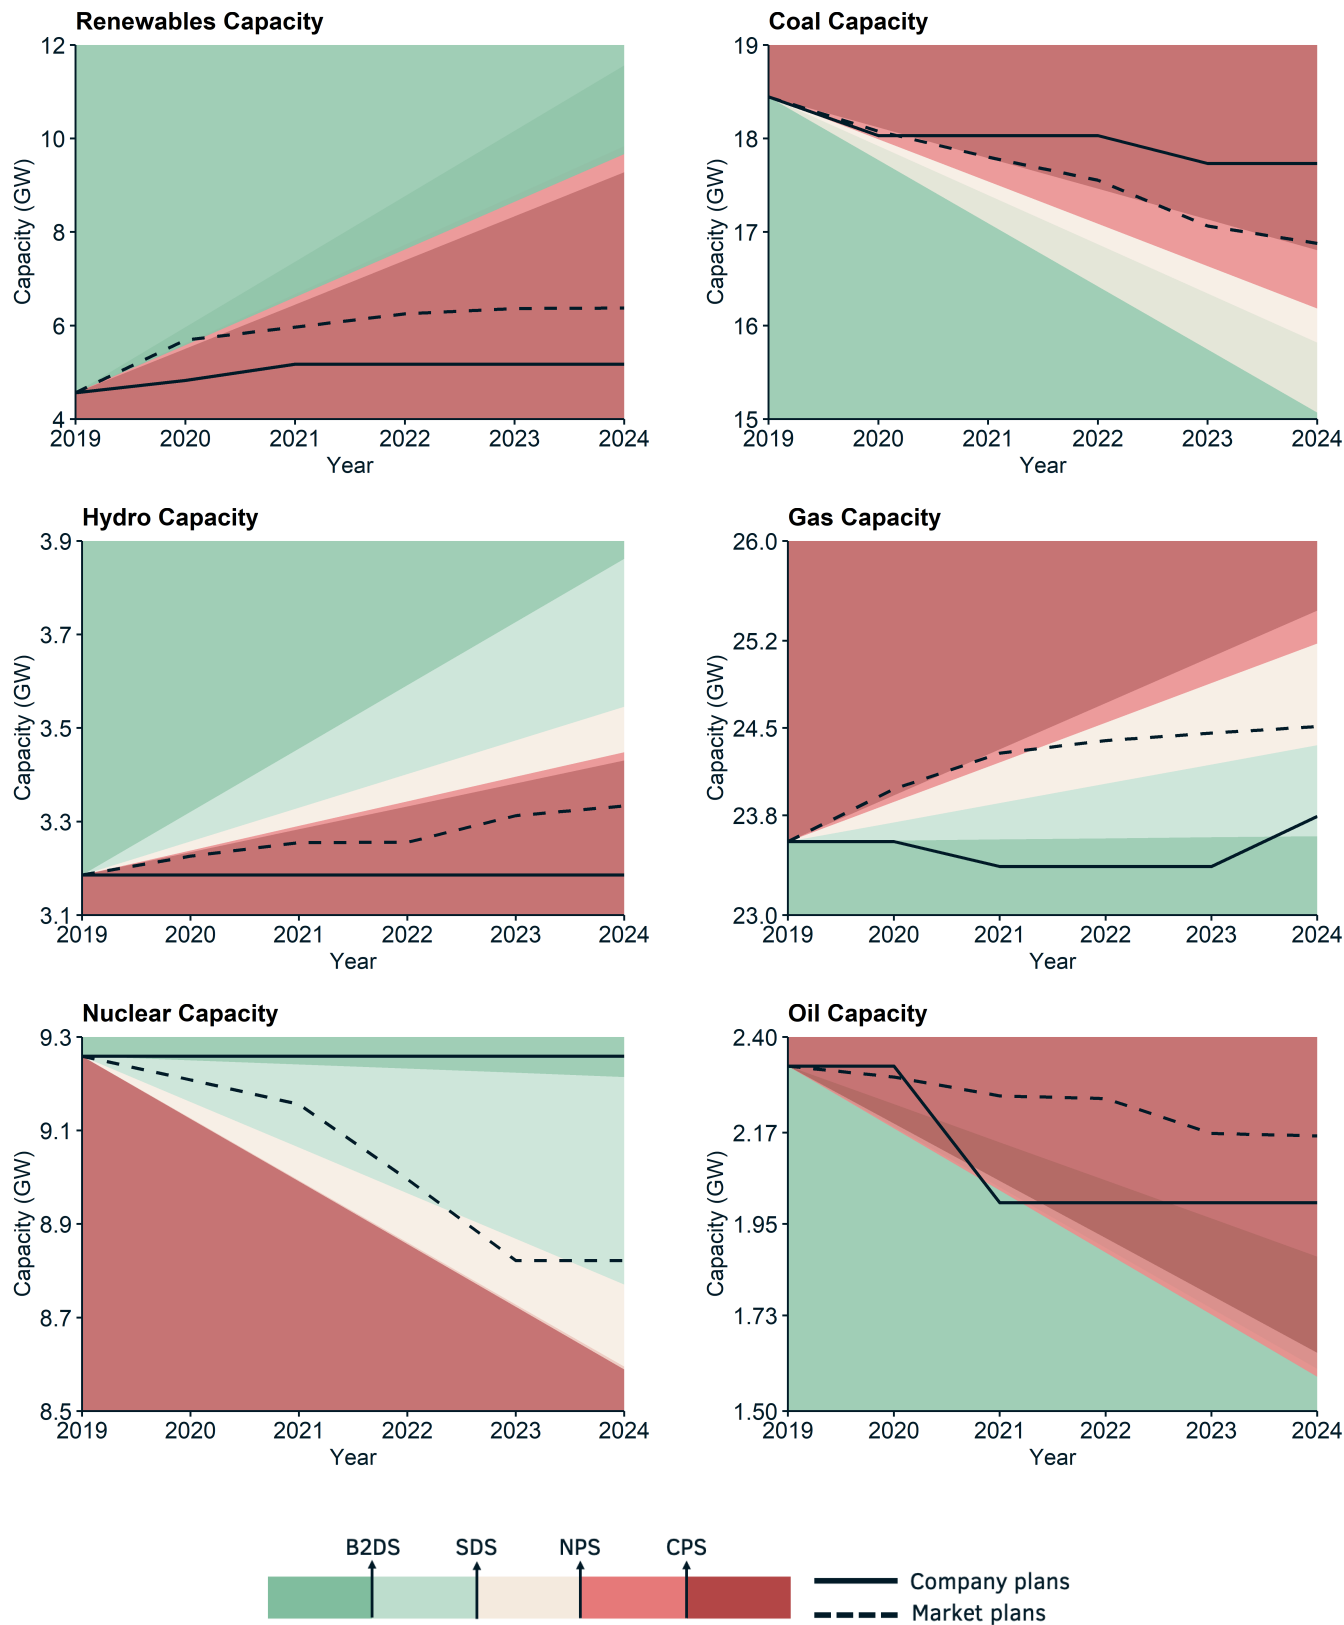 Renewables Capacity
Capacity (GW)
12
10
8
6
4
2019 2020 2021 2022 2023 2024
Year
Coal Capacity
Capacity (GW)
19
18
17
16
15
2019 2020 2021 2022 2023 2024
Year
Hydro Capacity
Capacity (GW)
3.9
3.7
3.5
3.3
3.1
2019 2020 2021 2022 2023 2024
Year
Gas Capacity
Capacity (GW)
26.0
25.2
24.5
23.8
23.0
2019 2020 2021 2022 2023 2024
Year
Nuclear Capacity
Capacity (GW)
9.3
9.1
8.9
8.7
8.5
2019 2020 2021 2022 2023 2024
Year
Oil Capacity
Capacity (GW)
2.40
2.17
1.95
1.73
1.50
2019 2020 2021 2022 2023 2024
Year
B2DS SDS NPS CPS
Company plans
Market plans